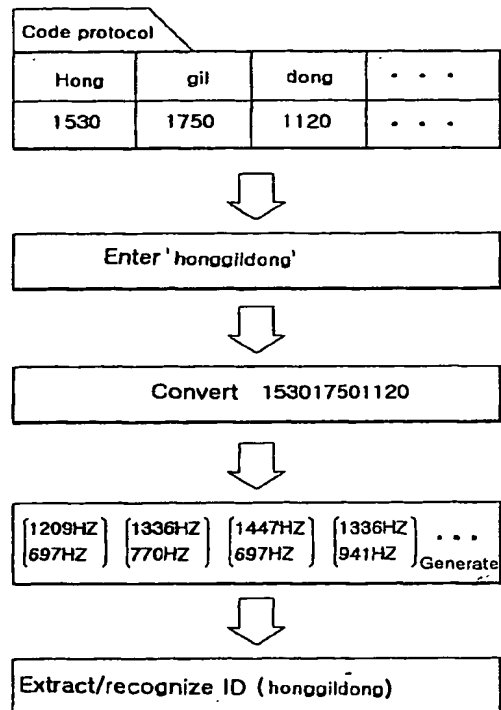 Code protocol
Hong gil dong . . .
1530 1750 1120 . . .
Enter 'honggildong'
Convert 153017501120
1209HZ 1336HZ 1447HZ 1336HZ . . .
697HZ 770HZ 697HZ 941HZ Generate
Extract/recognize ID (honggildong)